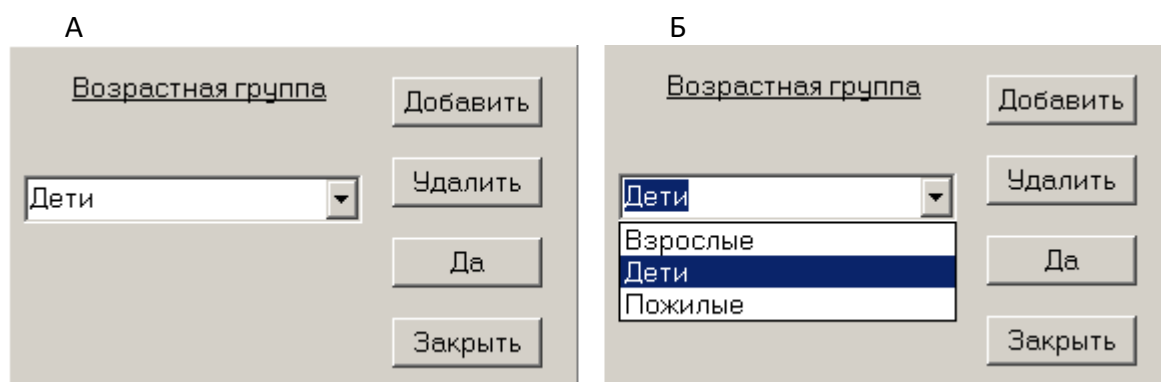 А
Возрастная группа
Добавить
Удалить
Дети
Да
Закрыть
Б
Возрастная группа
Добавить
Удалить
Дети
Взрослые
Дети
Пожилые
Да
Закрыть